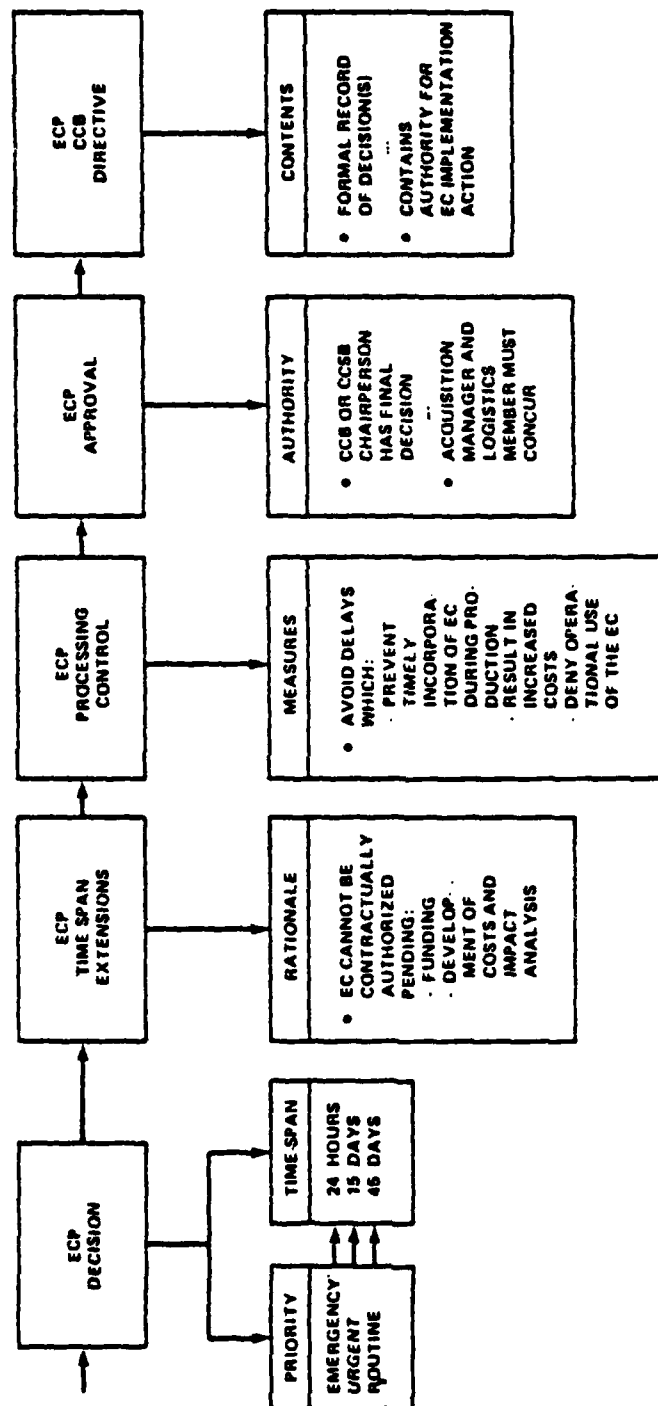 ECP
DECISION
ECP
TIME SPAN
EXTENSIONS
ECP
PROCESSING
CONTROL
ECP
APPROVAL
ECP
CCB
DIRECTIVE
PRIORITY
EMERGENCY
URGENT
ROUTINE
TIME SPAN
24 HOURS
15 DAYS
45 DAYS
RATIONALE
• EC CANNOT BE
CONTRACTUALLY
AUTHORIZED
PENDING:
· FUNDING
· DEVELOP-
MENT OF
COSTS AND
IMPACT
ANALYSIS
MEASURES
• AVOID DELAYS
WHICH:
· PREVENT
TIMELY
INCORPORA-
TION OF EC
DURING PRO-
DUCTION
· RESULT IN
INCREASED
COSTS
· DENY OPERA-
TIONAL USE
OF THE EC
AUTHORITY
• CCB OR CCSB
CHAIRPERSON
HAS FINAL
DECISION
...
• ACQUISITION
MANAGER AND
LOGISTICS
MEMBER MUST
CONCUR
CONTENTS
• FORMAL RECORD
OF DECISION(S)
...
• CONTAINS
AUTHORITY FOR
EC IMPLEMENTATION
ACTION